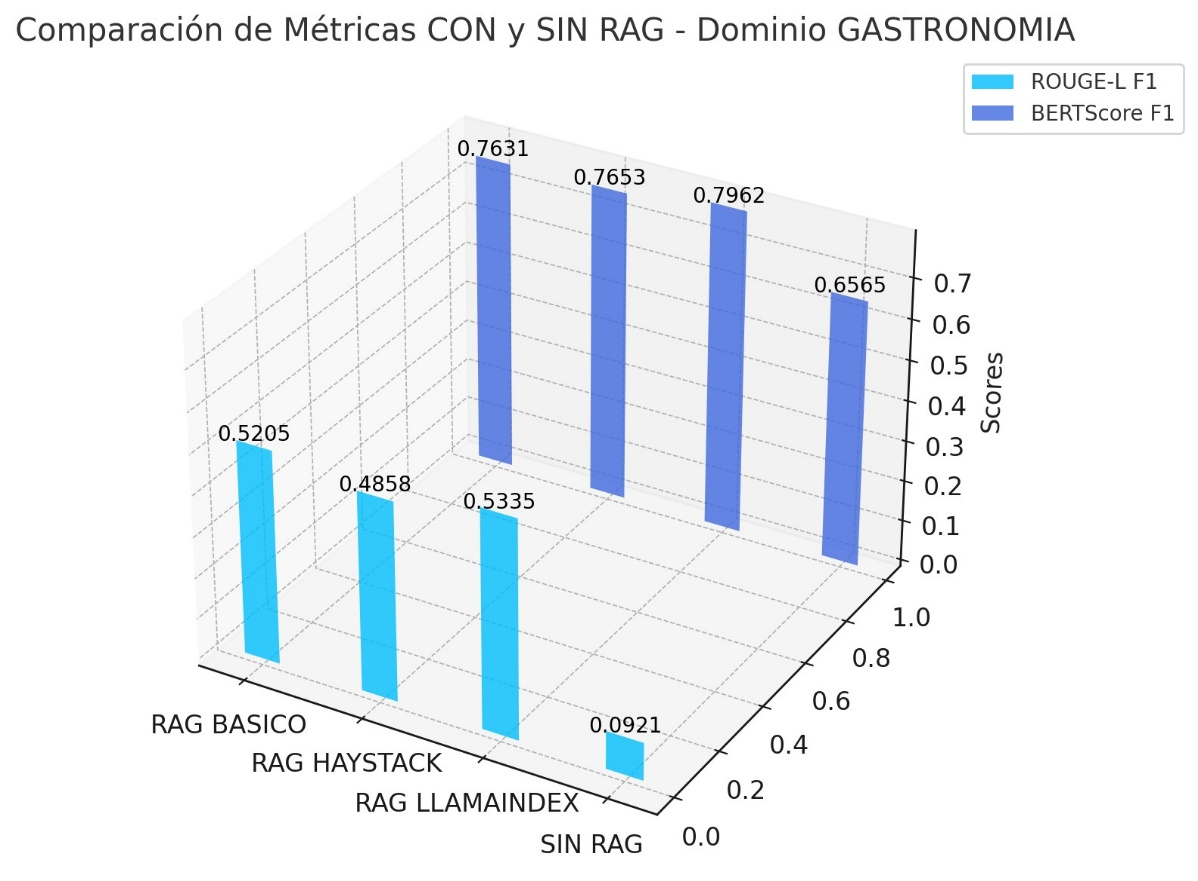 Comparación de Métricas CON y SIN RAG - Dominio GASTRONOMIA
ROUGE-L F1
BERTScore F1
0.7631
0.7653
0.7962
0.6565
0.5205
0.4858
0.5335
0.0921
0.7
0.6
0.5
0.4
0.3
0.2
0.1
0.0
Scores
1.0
0.8
0.6
0.4
0.2
0.0
RAG BASICO
RAG HAYSTACK
RAG LLAMAINDEX
SIN RAG